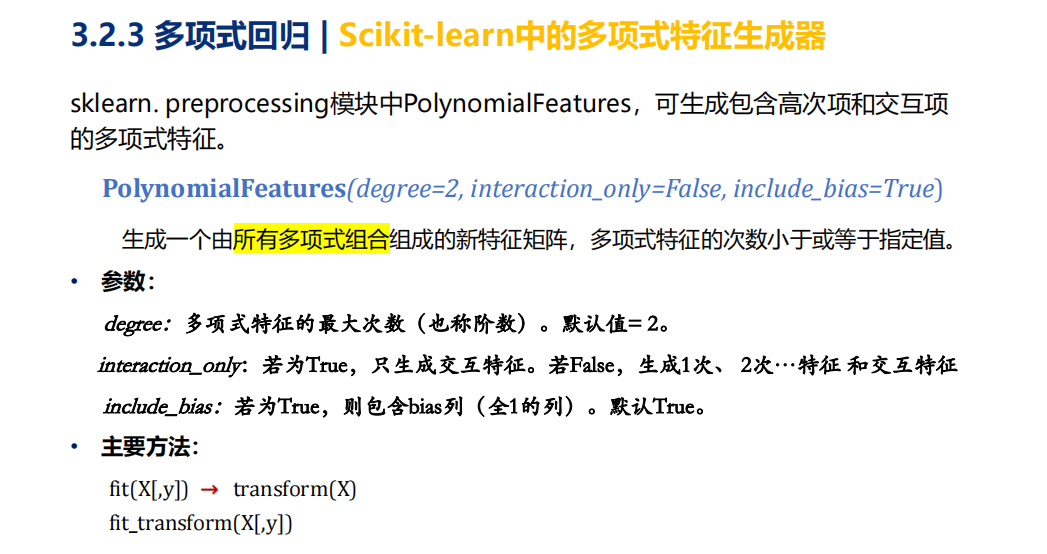 3.2.3 多项式回归 | Scikit-learn中的多项式特征生成器
sklearn. preprocessing模块中PolynomialFeatures，可生成包含高次项和交互项
的多项式特征。
PolynomialFeatures(degree=2, interaction_only=False, include_bias=True)
生成一个由所有多项式组合组成的新特征矩阵，多项式特征的次数小于或等于指定值。
• 参数：
degree：多项式特征的最大次数（也称阶数）。默认值= 2。
interaction_only：若为True，只生成交互特征。若False，生成1次、 2次…特征 和交互特征
include_bias：若为True，则包含bias列（全1的列）。默认True。
• 主要方法：
fit(X[,y]) → transform(X)
fit_transform(X[,y])